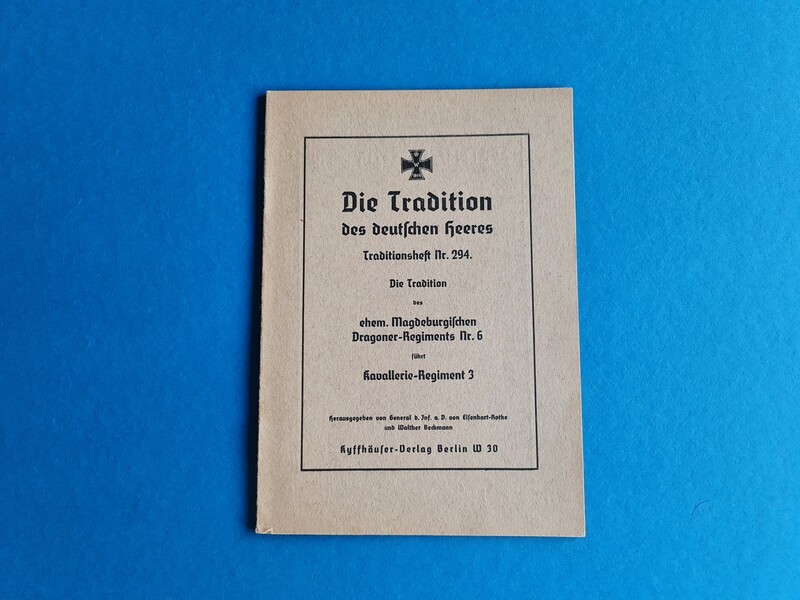 Die Tradition
des deutſchen Heeres
Traditionsheft Nr. 294.
Die Tradition
des
ehem. Magdeburgiſchen
Dragoner-Regiments Nr. 6
führt
Kavallerie-Regiment 3
Herausgegeben von General d. Inf. a. D. von Eiſenhart-Rothe
und Walther Beckmann
Kyffhäuſer-Verlag Berlin W 30